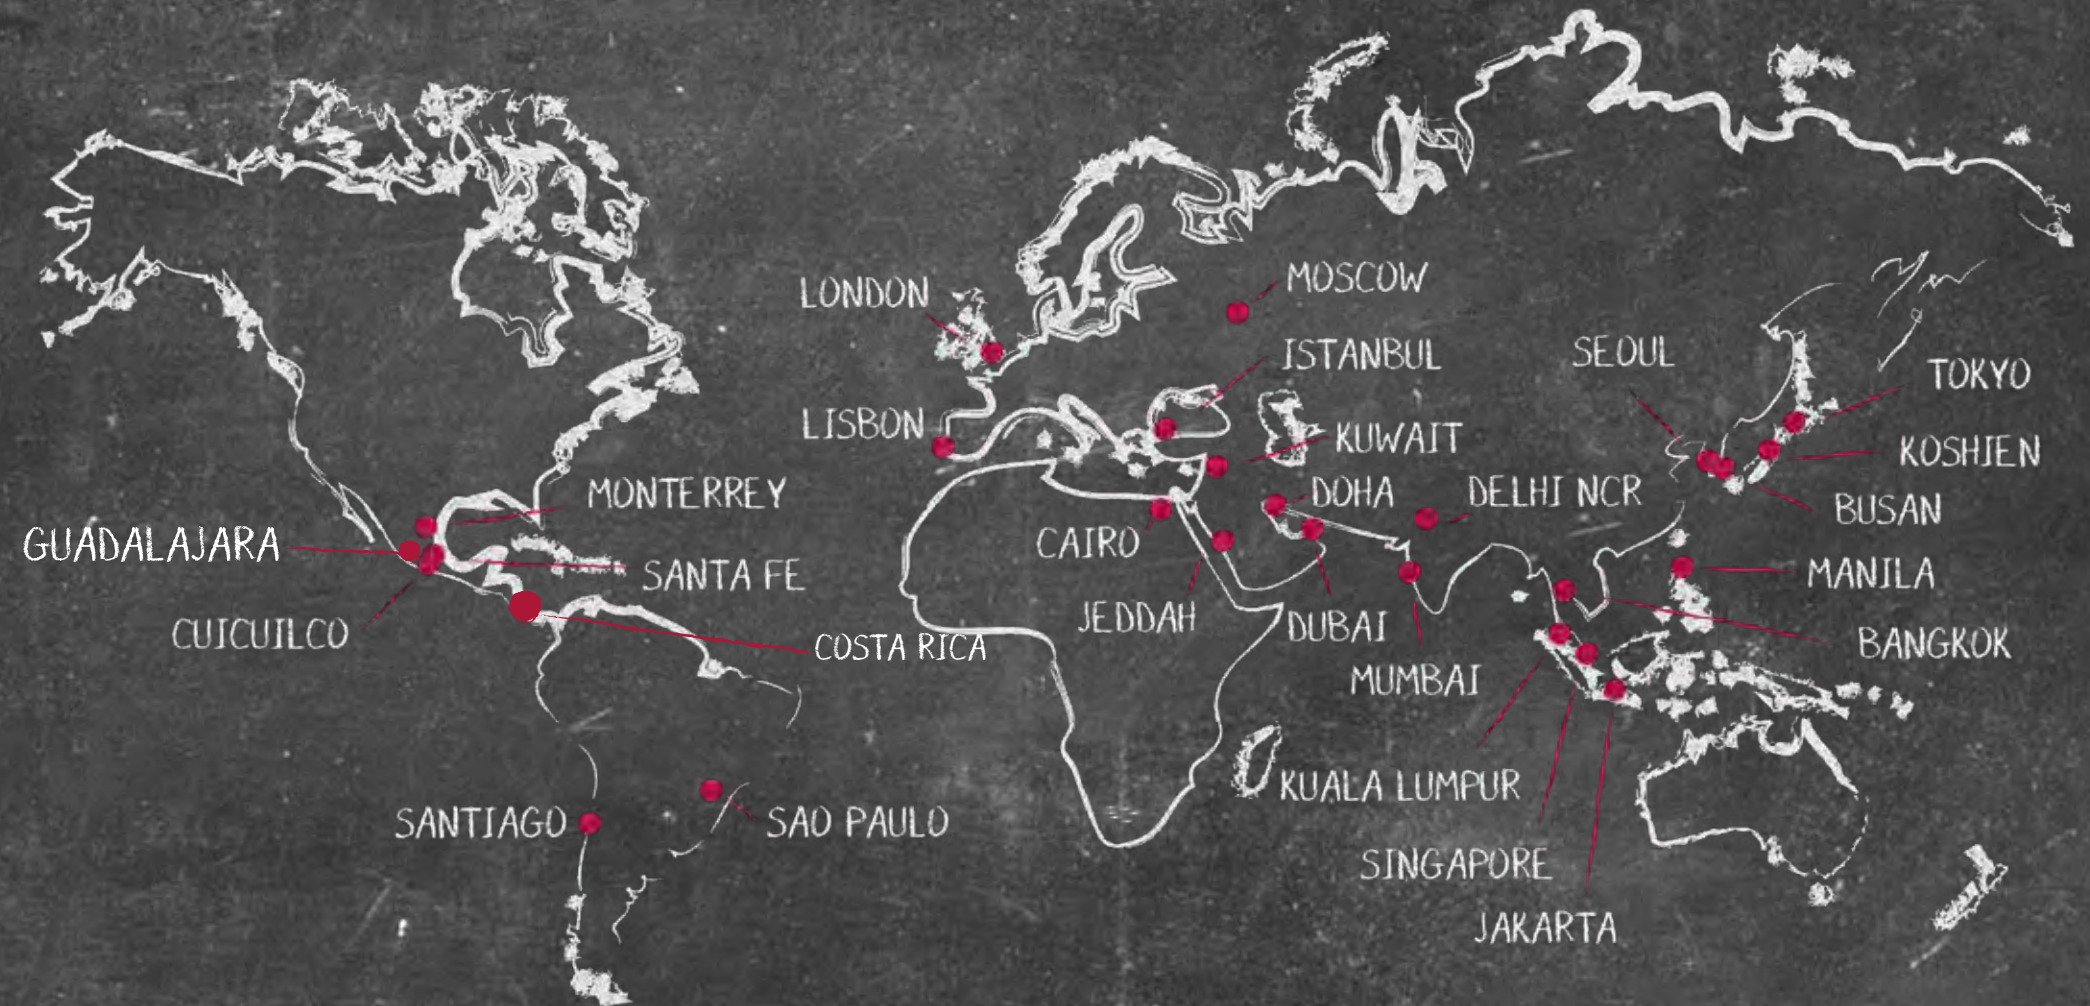 LONDON
MOSCOW
ISTANBUL
SEOUL
TOKYO
LISBON
KUWAIT
KOSHIEN
MONTERREY
DOHA
DELHI NCR
BUSAN
GUADALAJARA
CAIRO
SANTA FE
MANILA
CUICUILCO
JEDDAH
DUBAI
COSTA RICA
BANGKOK
MUMBAI
KUALA LUMPUR
SANTIAGO
SAO PAULO
SINGAPORE
JAKARTA